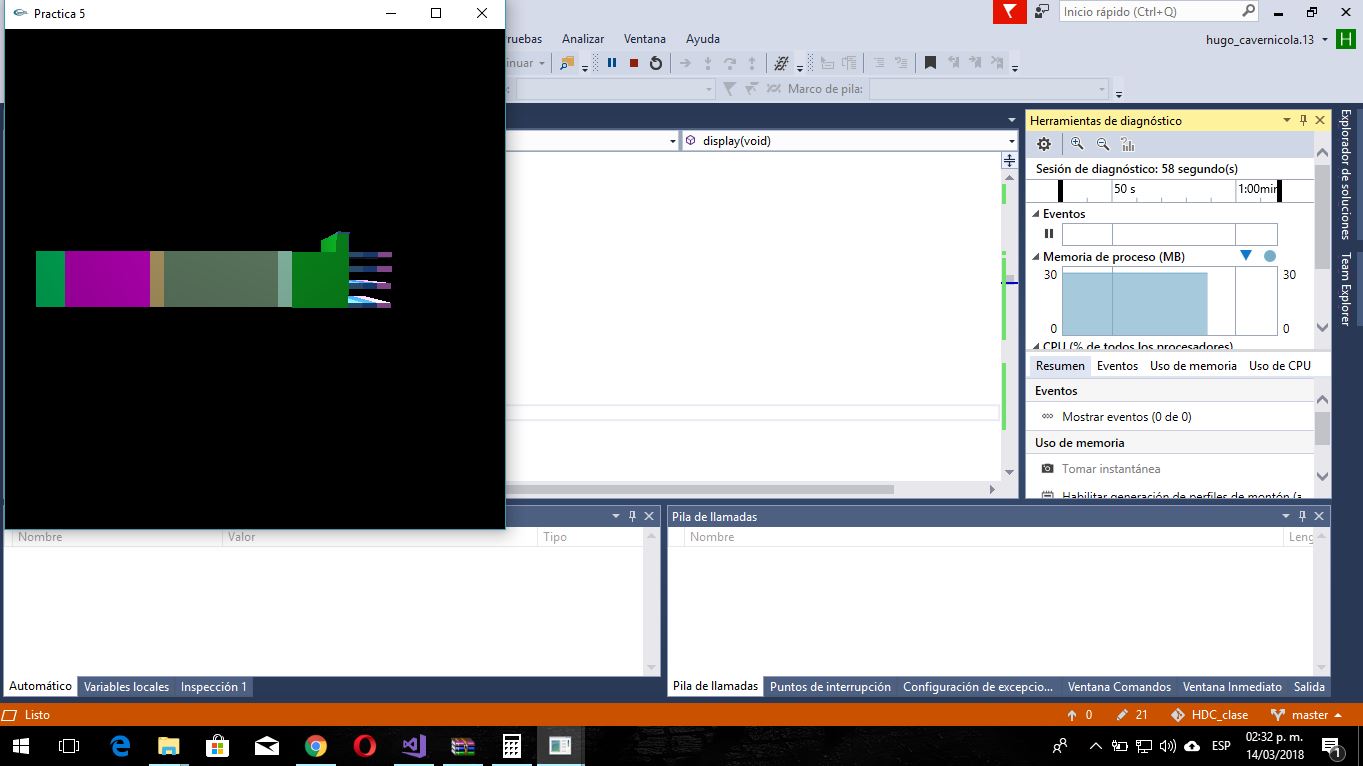 Practica 5
Inicio rápido (Ctrl+Q)
ruebas Analizar Ventana Ayuda
hugo_cavernicola.13
H
nuar
Marco de pila:
display(void)
Herramientas de diagnóstico
Sesión de diagnóstico: 58 segundo(s)
50 s 1:00min
Eventos
Memoria de proceso (MB)
30 30
0 0
CPU (% de todos los procesadores)
Resumen Eventos Uso de memoria Uso de CPU
Eventos
Mostrar eventos (0 de 0)
Uso de memoria
Tomar instantánea
Habilitar generación de perfiles de montón (a
Explorador de soluciones
Team Explorer
Nombre Valor Tipo
Pila de llamadas
Nombre Leng
Automático Variables locales Inspección 1
Pila de llamadas Puntos de interrupción Configuración de excepcio... Ventana Comandos Ventana Inmediato Salida
Listo
0 21 HDC_clase master
ESP
02:32 p. m.
14/03/2018
1